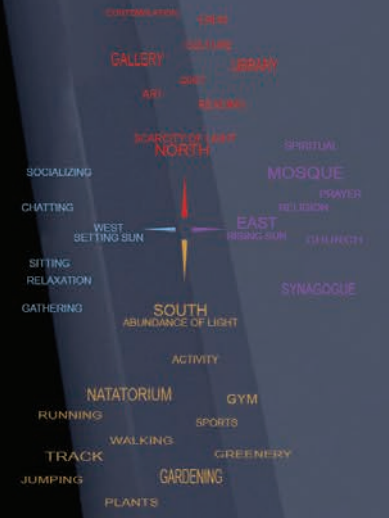 CONTEMPLATION
CULTURE
GALLERY
LIBRARY
QUIET
ART
READING
SCARCITY OF LIGHT
NORTH
SPIRITUAL
SOCIALIZING
MOSQUE
PRAYER
CHATTING
RELIGION
WEST
SETTING SUN
EAST
RISING SUN
CHURCH
SITTING
RELAXATION
SYNAGOGUE
GATHERING
SOUTH
ABUNDANCE OF LIGHT
ACTIVITY
NATATORIUM
GYM
RUNNING
SPORTS
WALKING
TRACK
GREENERY
JUMPING
GARDENING
PLANTS